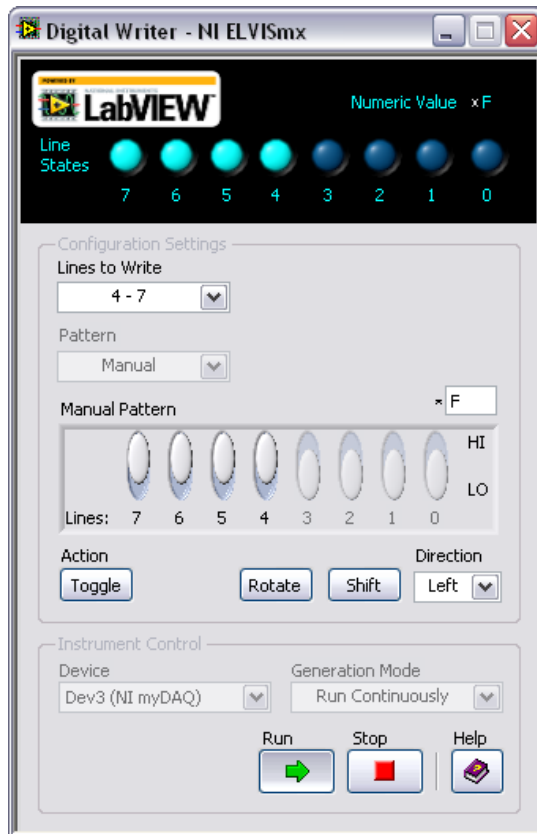 Digital Writer - NI ELVISmx
LabVIEW
Numeric Value x F
Line
States
7 6 5 4 3 2 1 0
Configuration Settings
Lines to Write
4 - 7
Pattern
Manual
Manual Pattern
x F
HI
LO
Lines: 7 6 5 4 3 2 1 0
Action
Direction
Toggle
Rotate
Shift
Left
Instrument Control
Device
Generation Mode
Dev3 (NI myDAQ)
Run Continuously
Run
Stop
Help